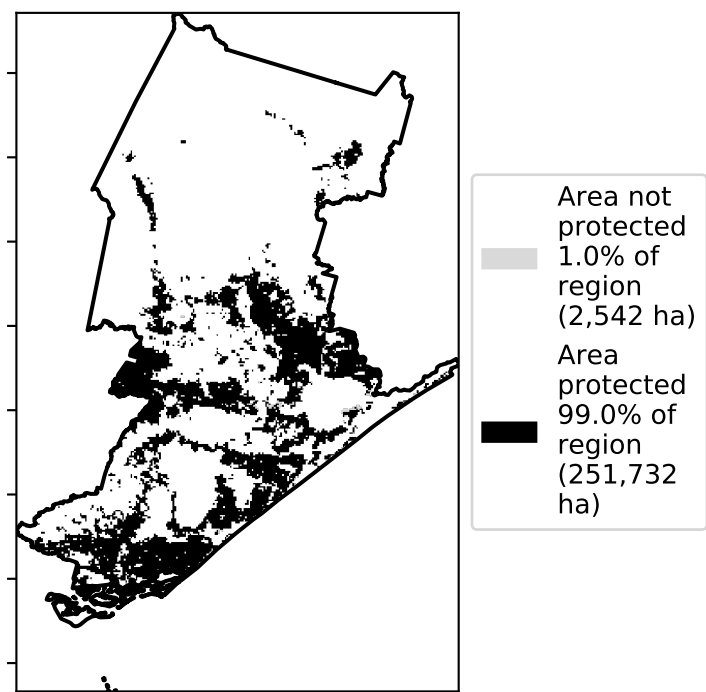 Area not
protected
1.0% of
region
(2,542 ha)
Area
protected
99.0% of
region
(251,732
ha)